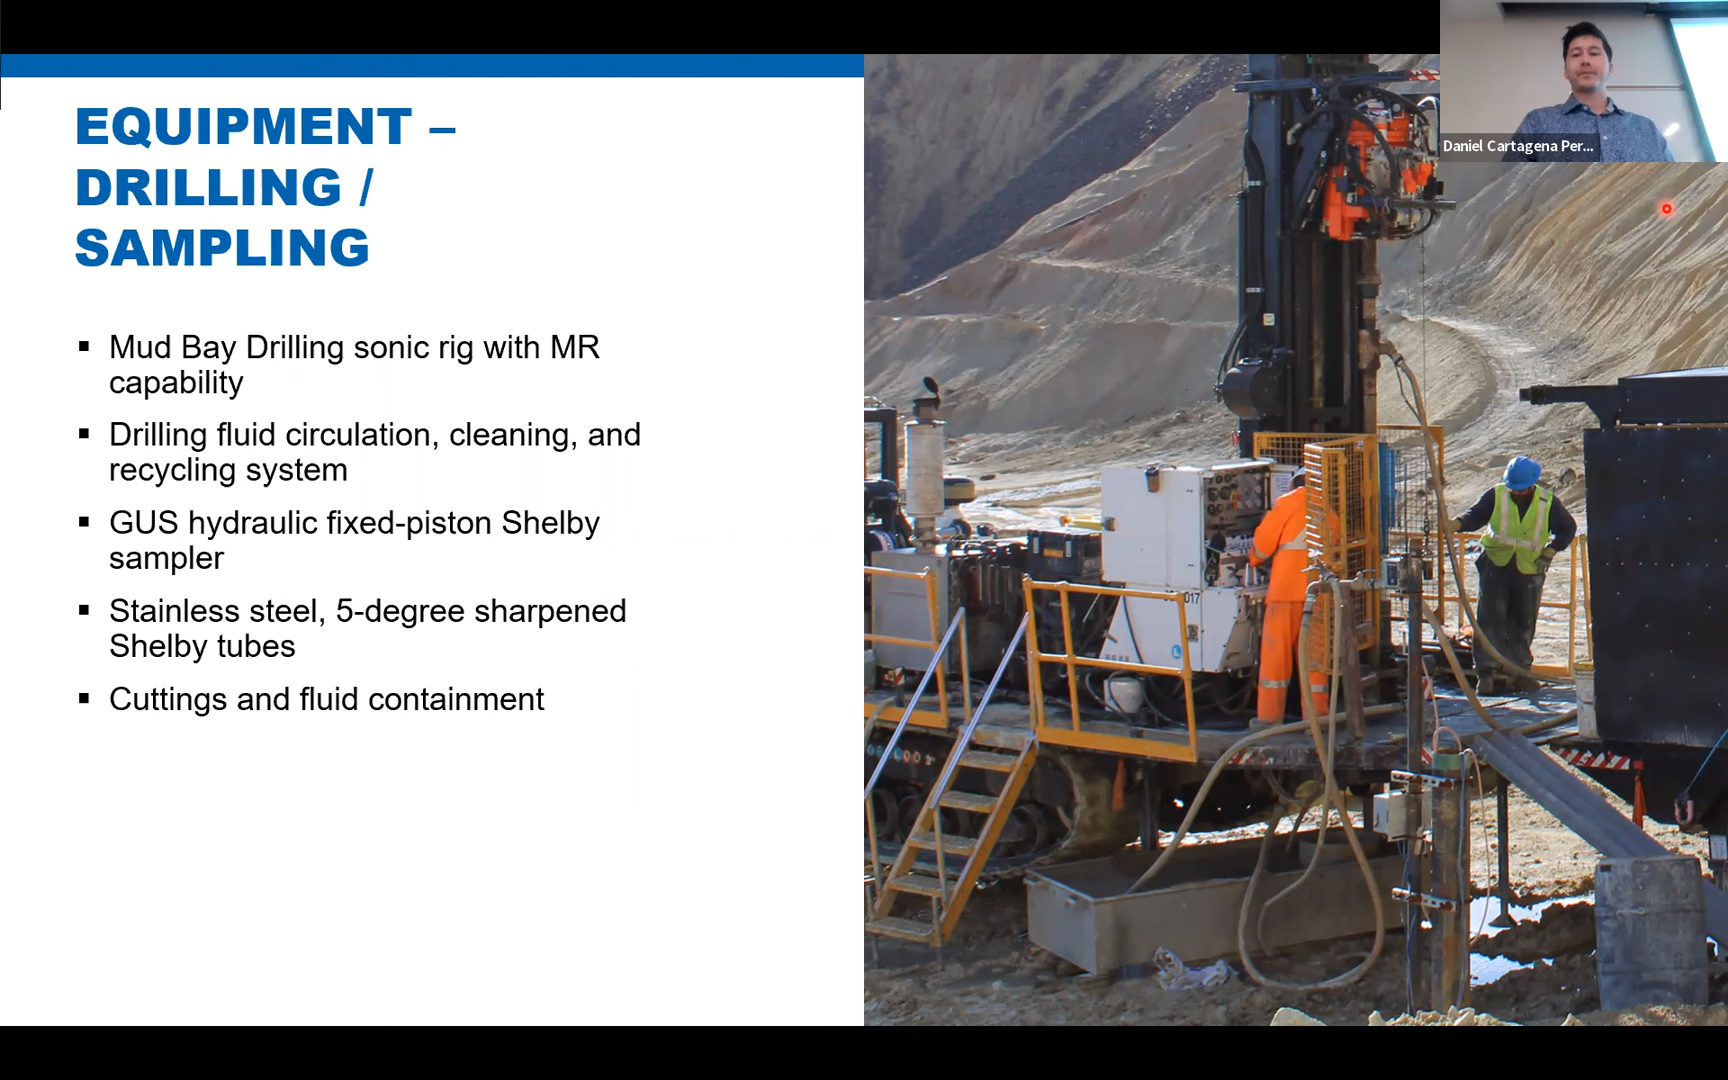 EQUIPMENT –
DRILLING /
SAMPLING
▪ Mud Bay Drilling sonic rig with MR
capability
▪ Drilling fluid circulation, cleaning, and
recycling system
▪ GUS hydraulic fixed-piston Shelby
sampler
▪ Stainless steel, 5-degree sharpened
Shelby tubes
▪ Cuttings and fluid containment
Daniel Cartagena Per...
017